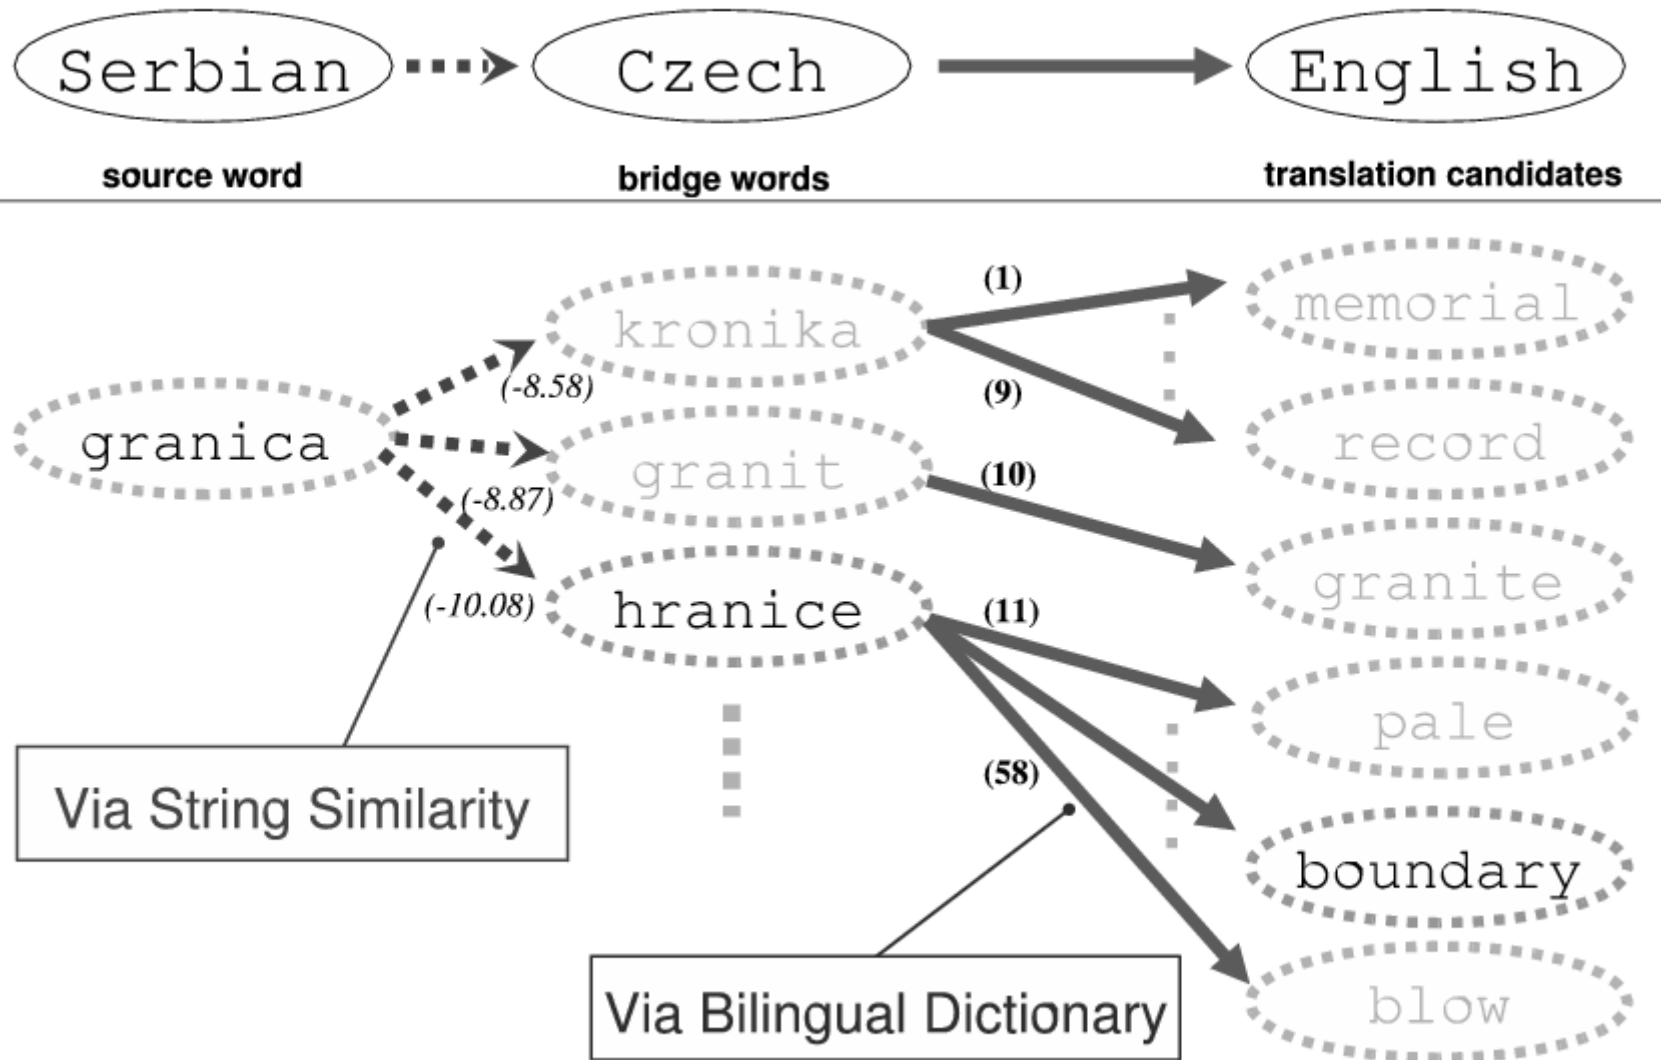 Serbian Czech English
source word bridge words translation candidates
(1)
memorial
kronika
(-8.58)
(9)
granica
record
granit
(10)
(-8.87)
granite
(-10.08)
hranice
(11)
pale
(58)
Via String Similarity
boundary
Via Bilingual Dictionary
blow